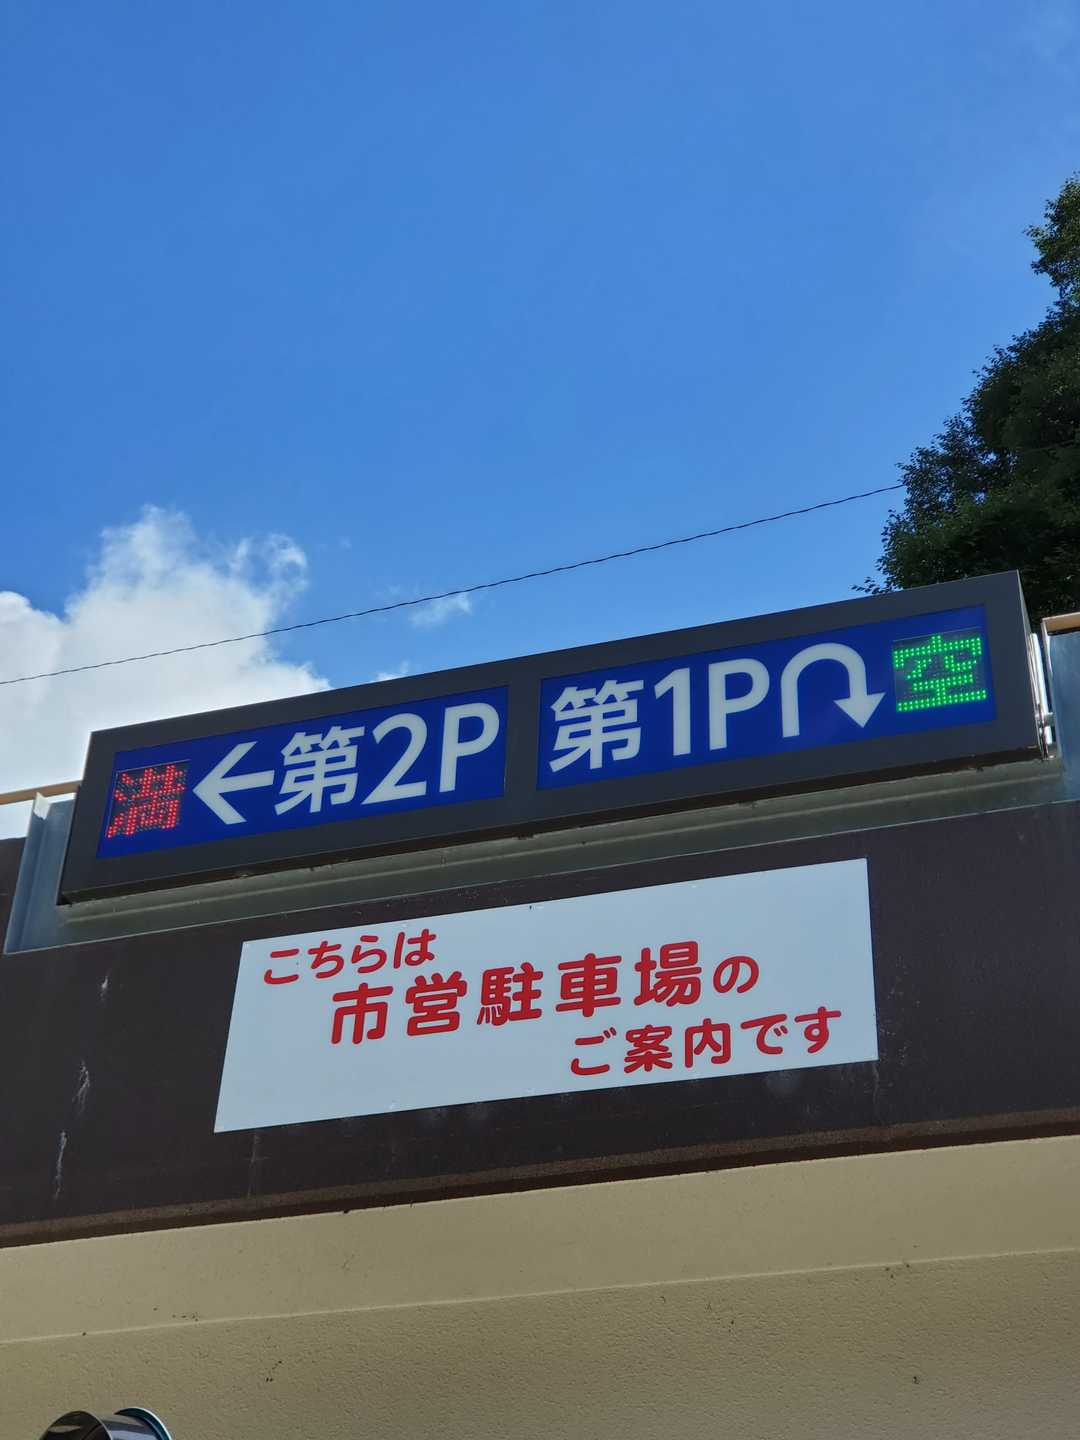 満 ← 第2P 第1P ↷ 空
こちらは
市営駐車場の
ご案内です